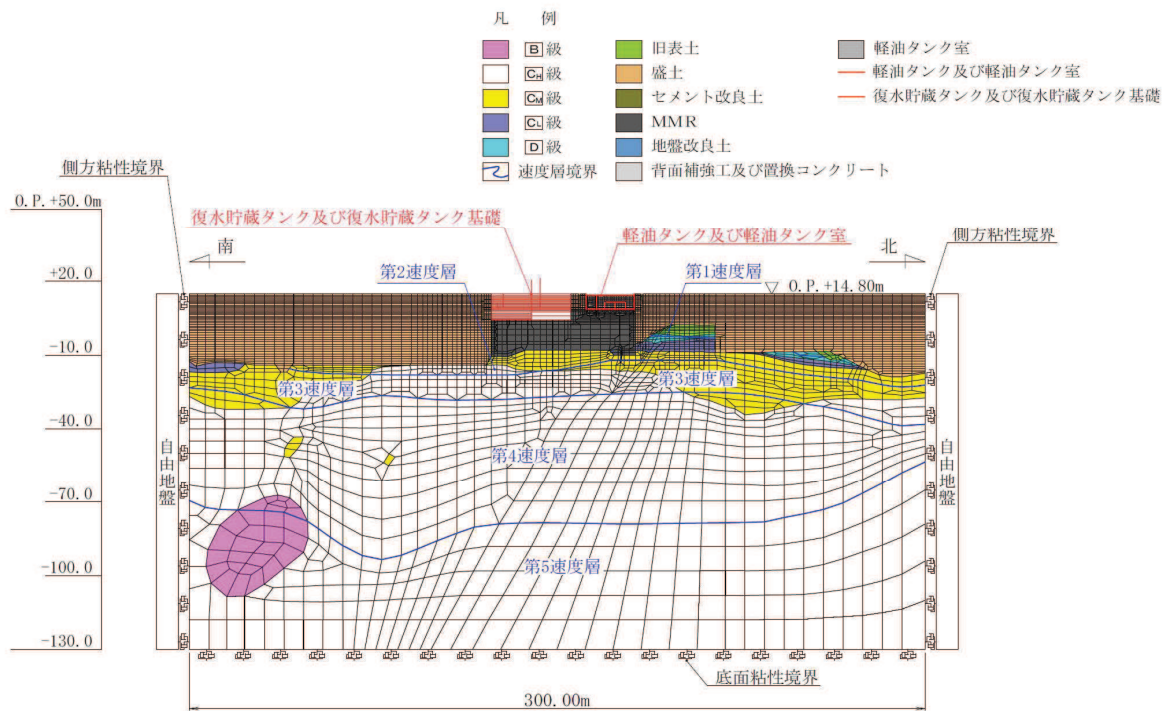 凡 例
B級
CH級
CM級
CL級
D級
速度層境界
旧表土
盛土
セメント改良土
MMR
地盤改良土
背面補強工及び置換コンクリート
軽油タンク室
軽油タンク及び軽油タンク室
復水貯蔵タンク及び復水貯蔵タンク基礎
側方粘性境界
O.P.+50.0m
復水貯蔵タンク及び復水貯蔵タンク基礎
軽油タンク及び軽油タンク室
側方粘性境界
南
北
+20.0
第2速度層
第1速度層
O.P.+14.80m
-10.0
第3速度層
第3速度層
-40.0
自由地盤
第4速度層
自由地盤
-70.0
第5速度層
-100.0
-130.0
底面粘性境界
300.00m